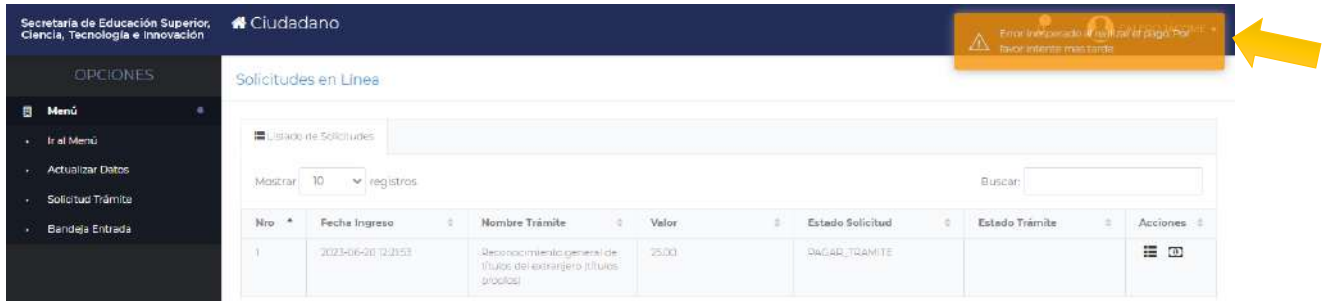 Secretaría de Educación Superior,
Ciencia, Tecnología e Innovación
Ciudadano
Error inesperado al realizar el pago. Por
favor intente mas tarde
OPCIONES
Solicitudes en Línea
Menú
Ir al Menú
Actualizar Datos
Solicitud Trámite
Bandeja Entrada
Listado de Solicitudes
Mostrar 10 registros
Buscar:
Nro Fecha Ingreso Nombre Trámite Valor Estado Solicitud Estado Trámite Acciones
1 2023-06-20 Reconocimiento general de 25.00 PAGAR_TRAMITE
títulos del extranjero (títulos
propios)